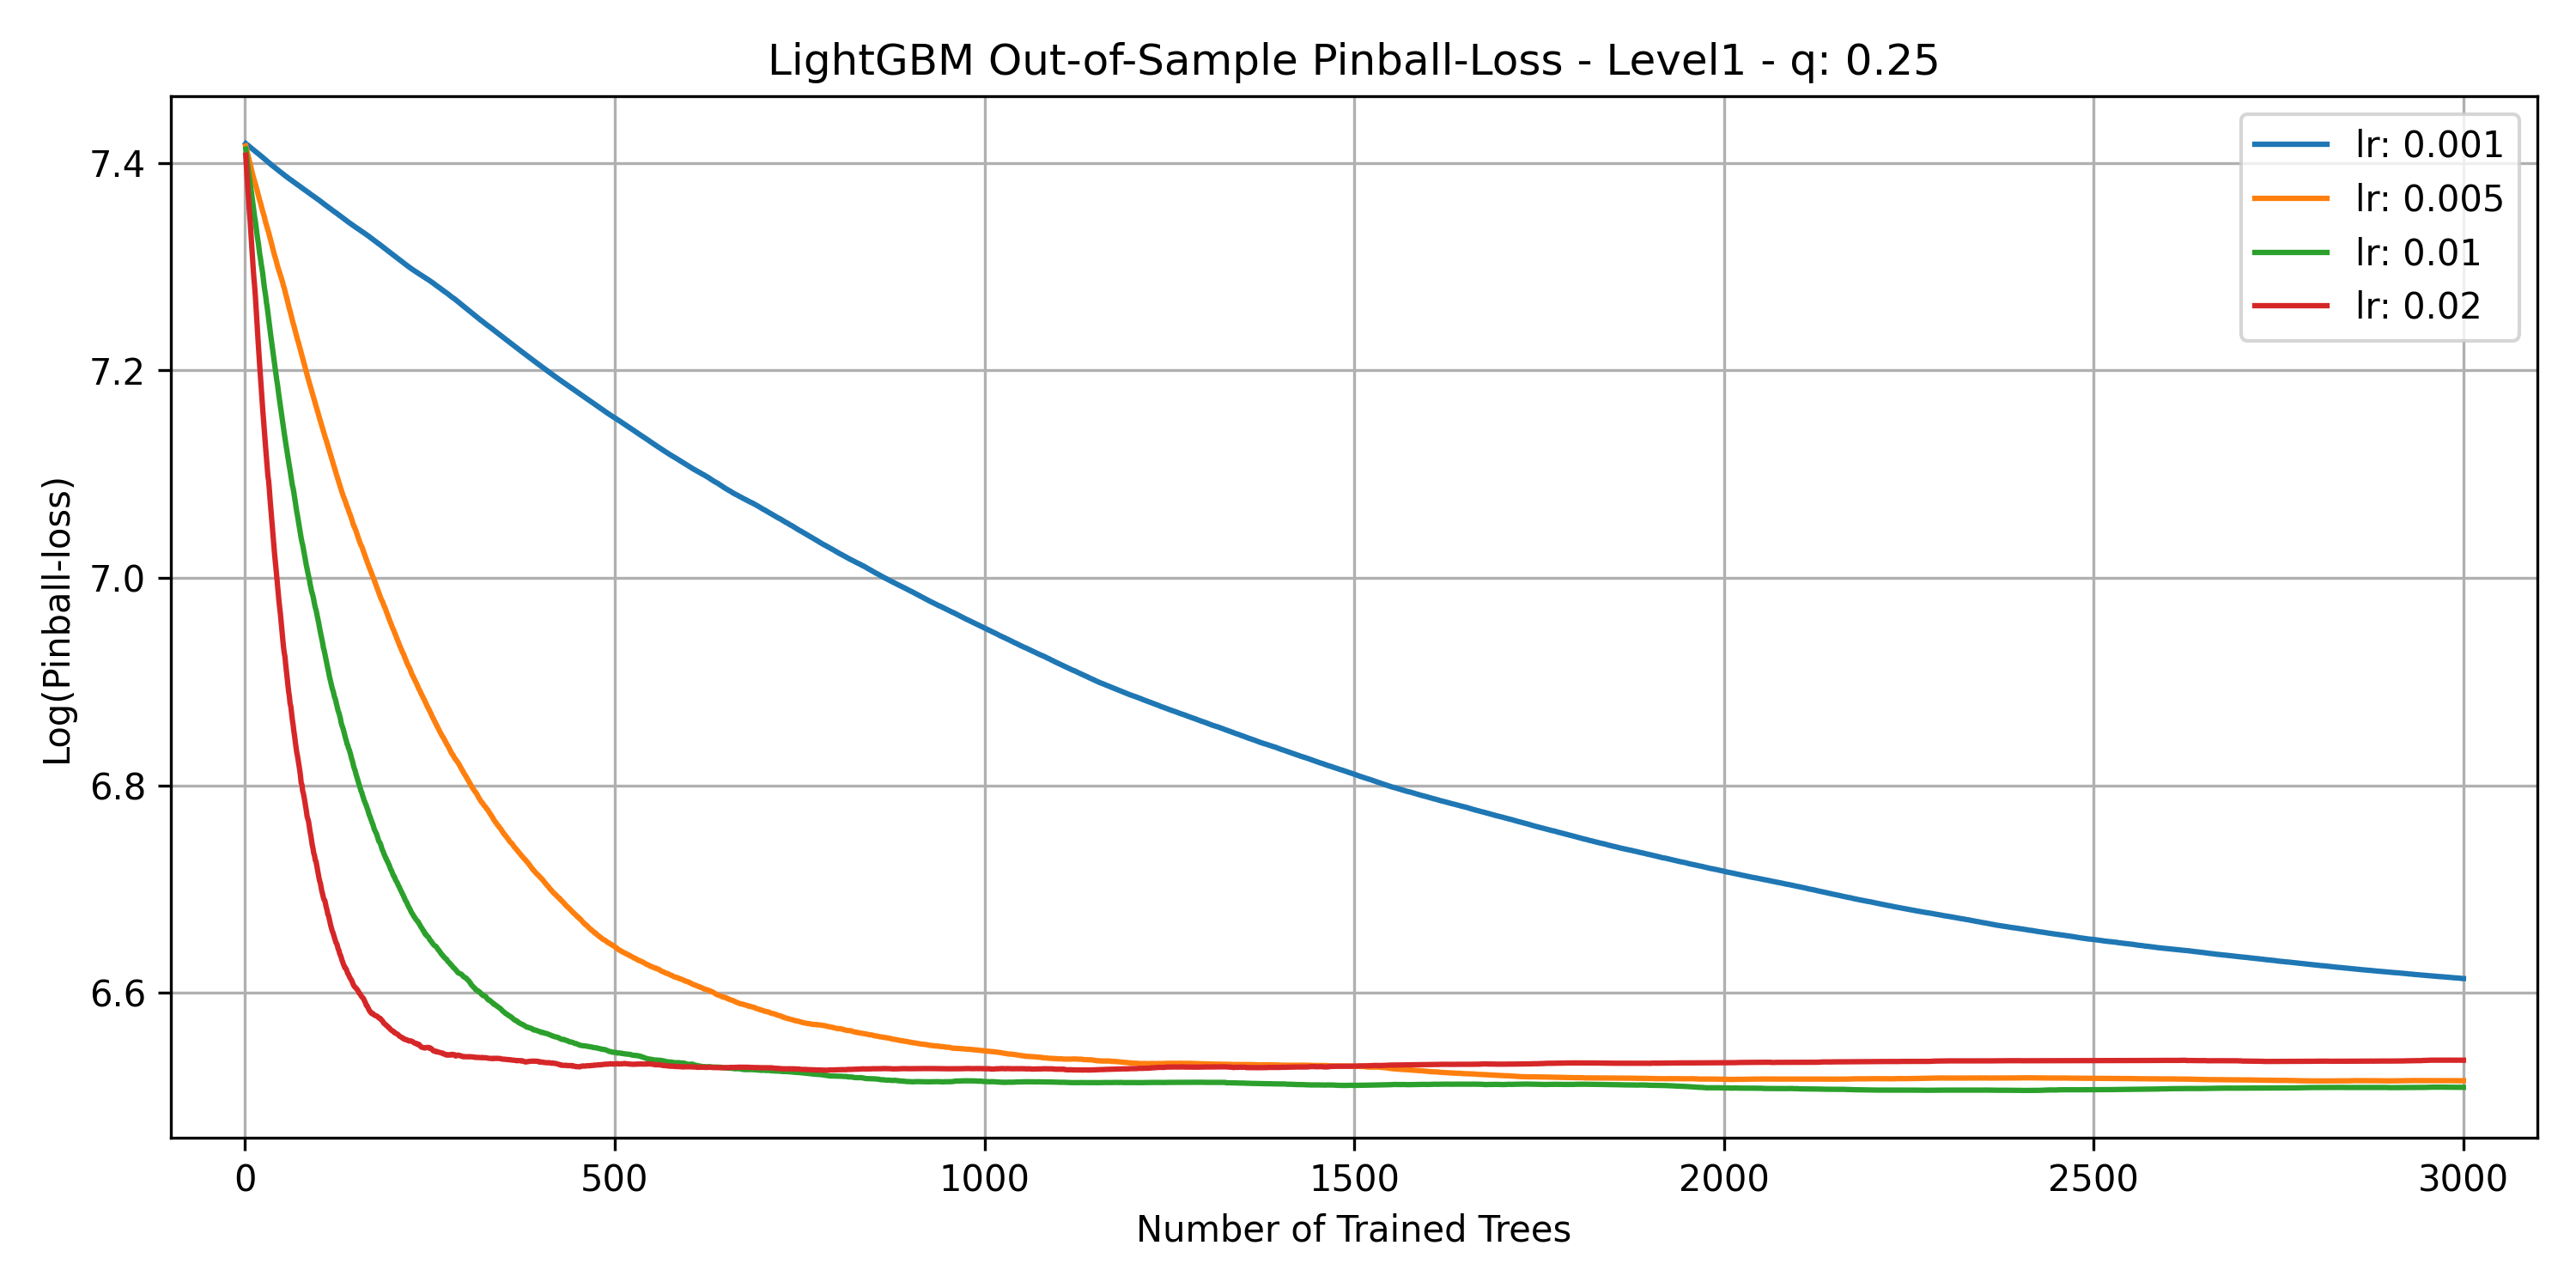 LightGBM Out-of-Sample Pinball-Loss - Level1 - q: 0.25
lr: 0.001
lr: 0.005
lr: 0.01
lr: 0.02
Log(Pinball-loss)
7.4
7.2
7.0
6.8
6.6
0 500 1000 1500 2000 2500 3000
Number of Trained Trees